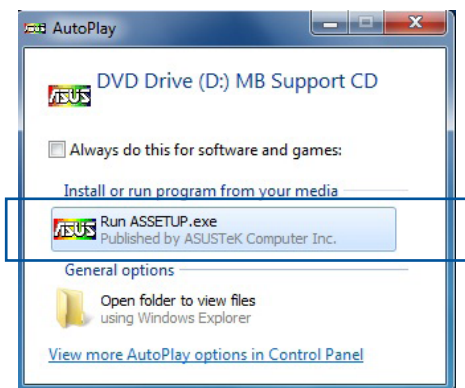 AutoPlay
DVD Drive (D:) MB Support CD
ASUS
Always do this for software and games:
Install or run program from your media
ASUS
Run ASSETUP.exe
Published by ASUSTeK Computer Inc.
General options
Open folder to view files
using Windows Explorer
View more AutoPlay options in Control Panel